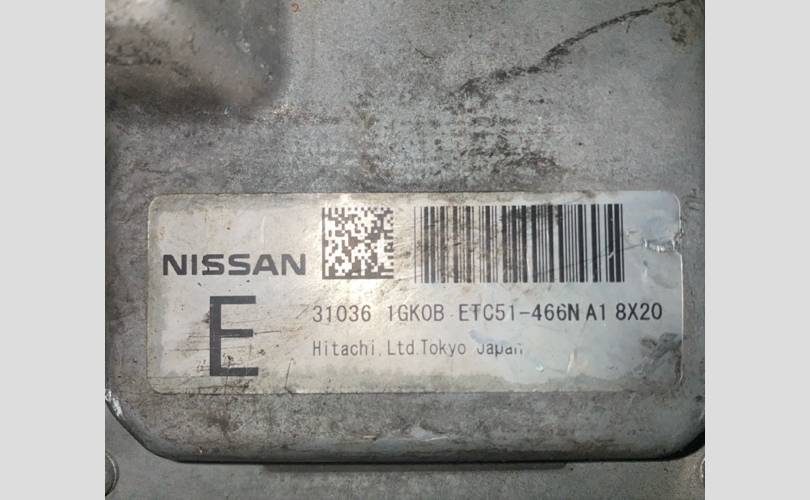 NISSAN
E
31036 1GK0B ETC51-466N A1 8X20
Hitachi, Ltd. Tokyo Japan